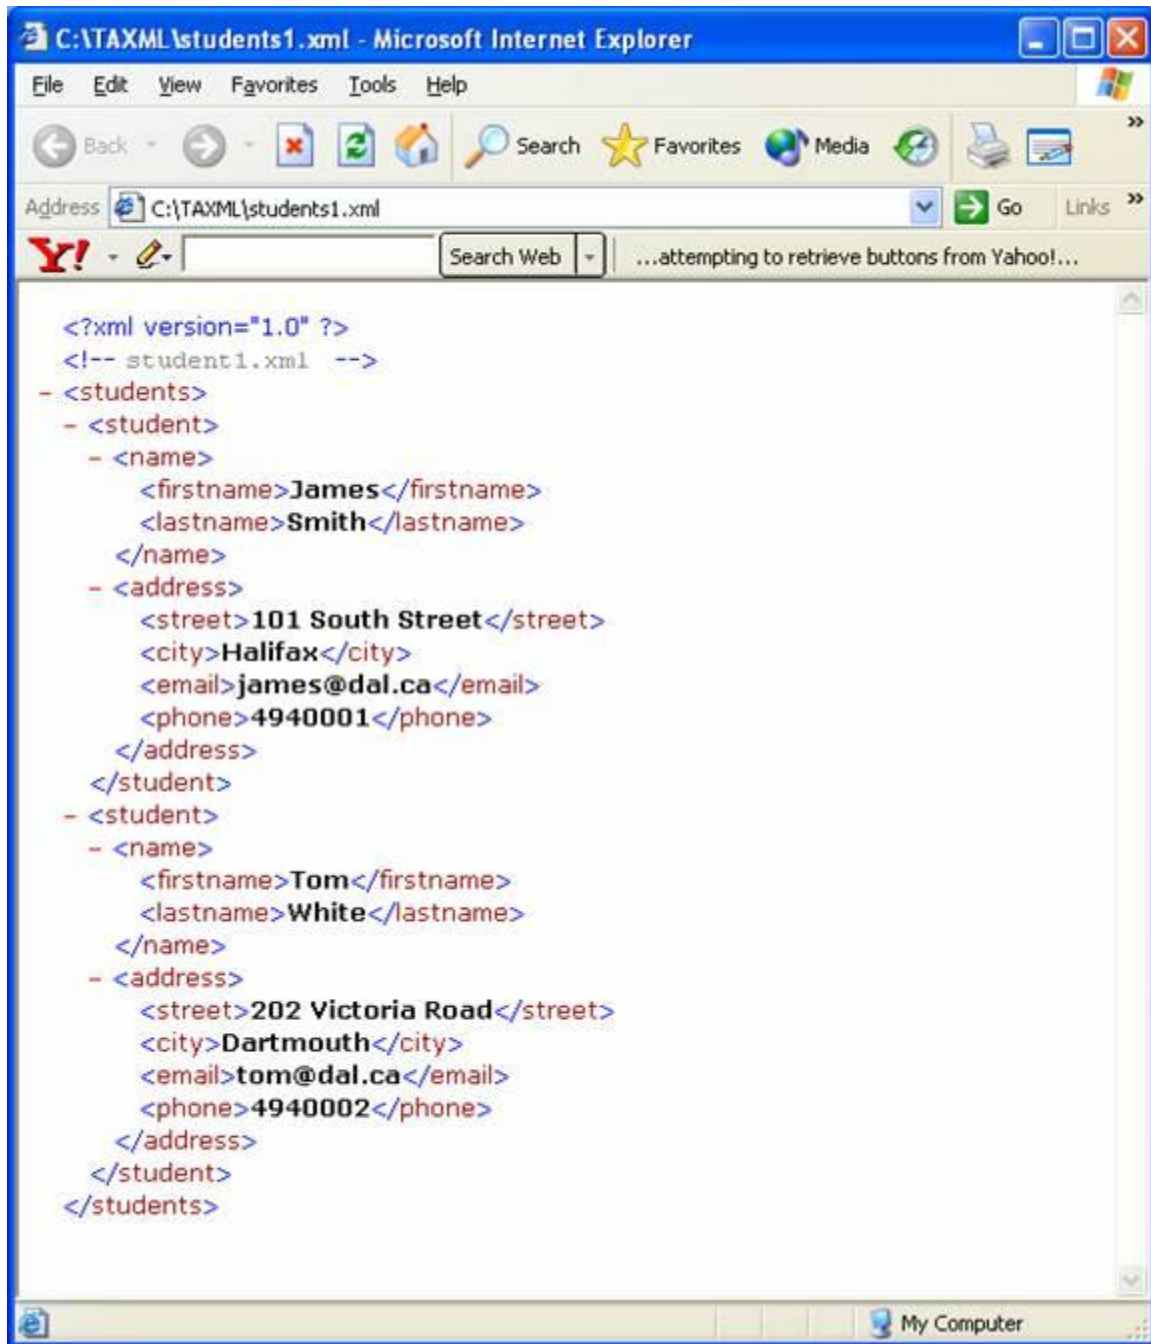 C:\TAXML\students1.xml - Microsoft Internet Explorer
File Edit View Favorites Tools Help
Back Search Favorites Media »
Address C:\TAXML\students1.xml Go Links »
Y! Search Web ...attempting to retrieve buttons from Yahoo!...
<?xml version="1.0" ?>
<!-- student1.xml -->
- <students>
- <student>
- <name>
<firstname>James</firstname>
<lastname>Smith</lastname>
</name>
- <address>
<street>101 South Street</street>
<city>Halifax</city>
<email>james@dal.ca</email>
<phone>4940001</phone>
</address>
</student>
- <student>
- <name>
<firstname>Tom</firstname>
<lastname>White</lastname>
</name>
- <address>
<street>202 Victoria Road</street>
<city>Dartmouth</city>
<email>tom@dal.ca</email>
<phone>4940002</phone>
</address>
</student>
</students>
My Computer